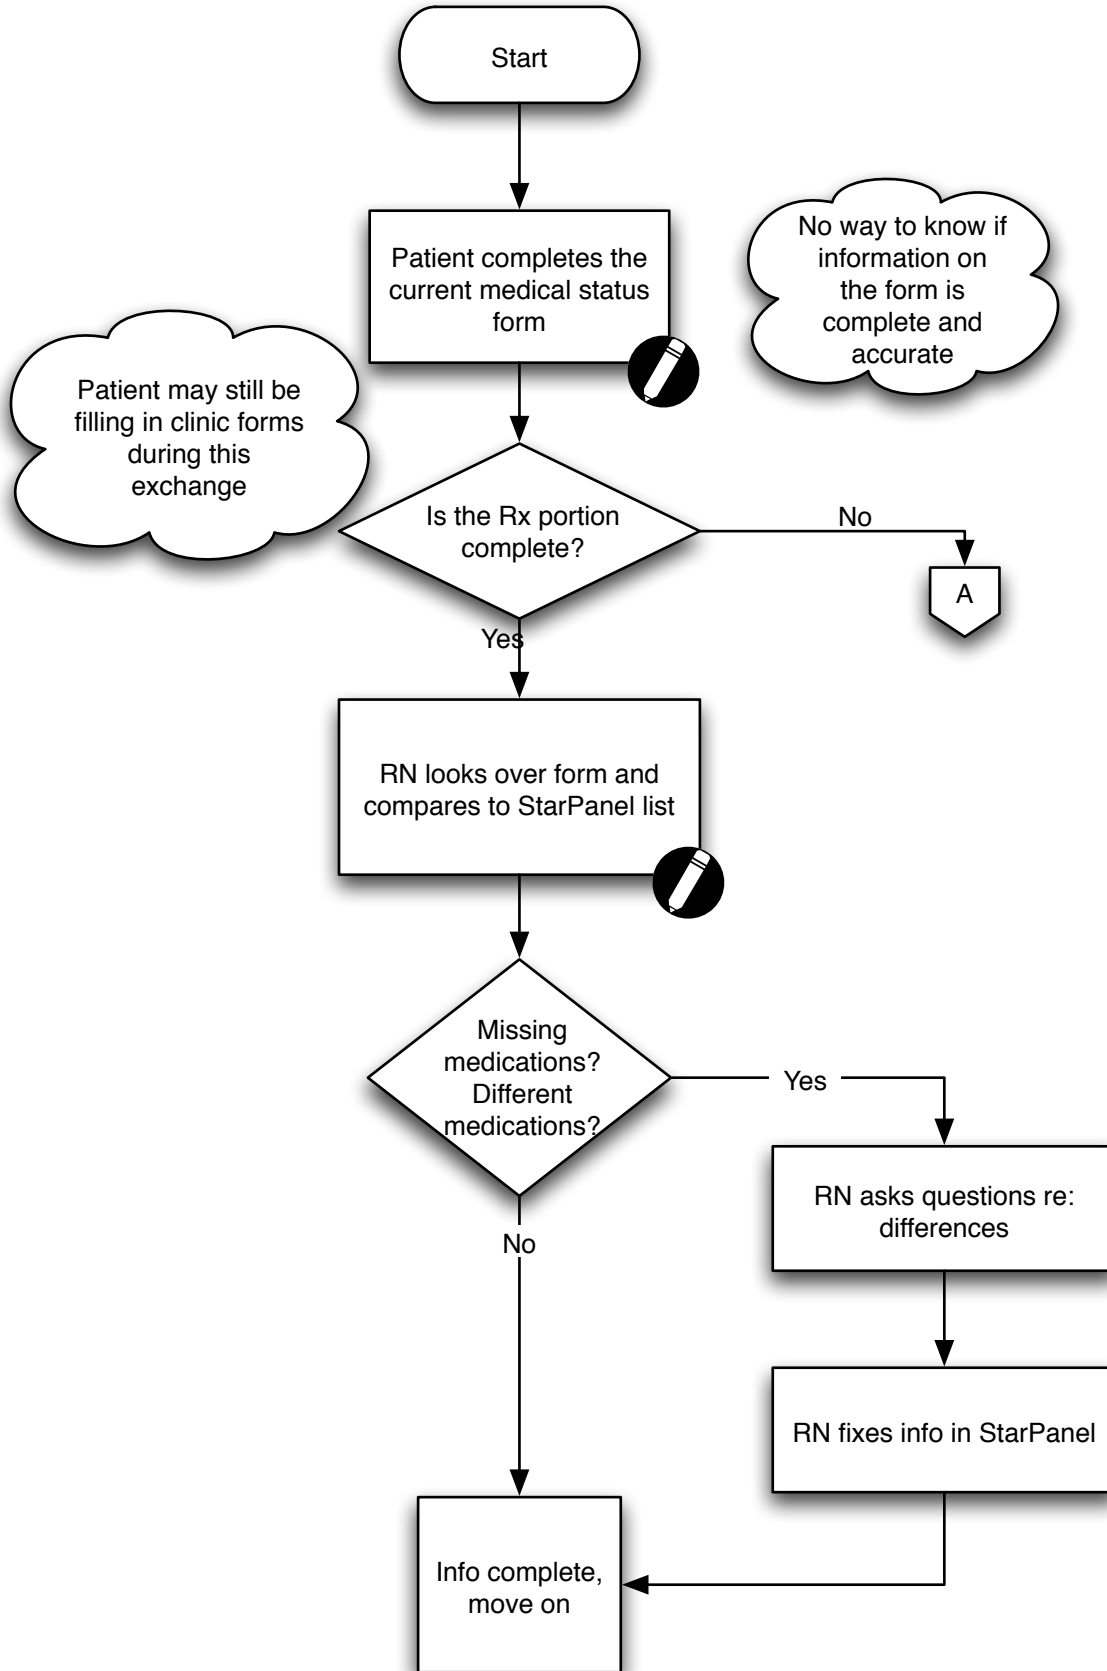 Start
Patient completes the
current medical status
form
No way to know if
information on
the form is
complete and
accurate
Patient may still be
filling in clinic forms
during this
exchange
Is the Rx portion
complete?
No
A
Yes
RN looks over form and
compares to StarPanel list
Missing
medications?
Different
medications?
Yes
RN asks questions re:
differences
No
RN fixes info in StarPanel
Info complete,
move on